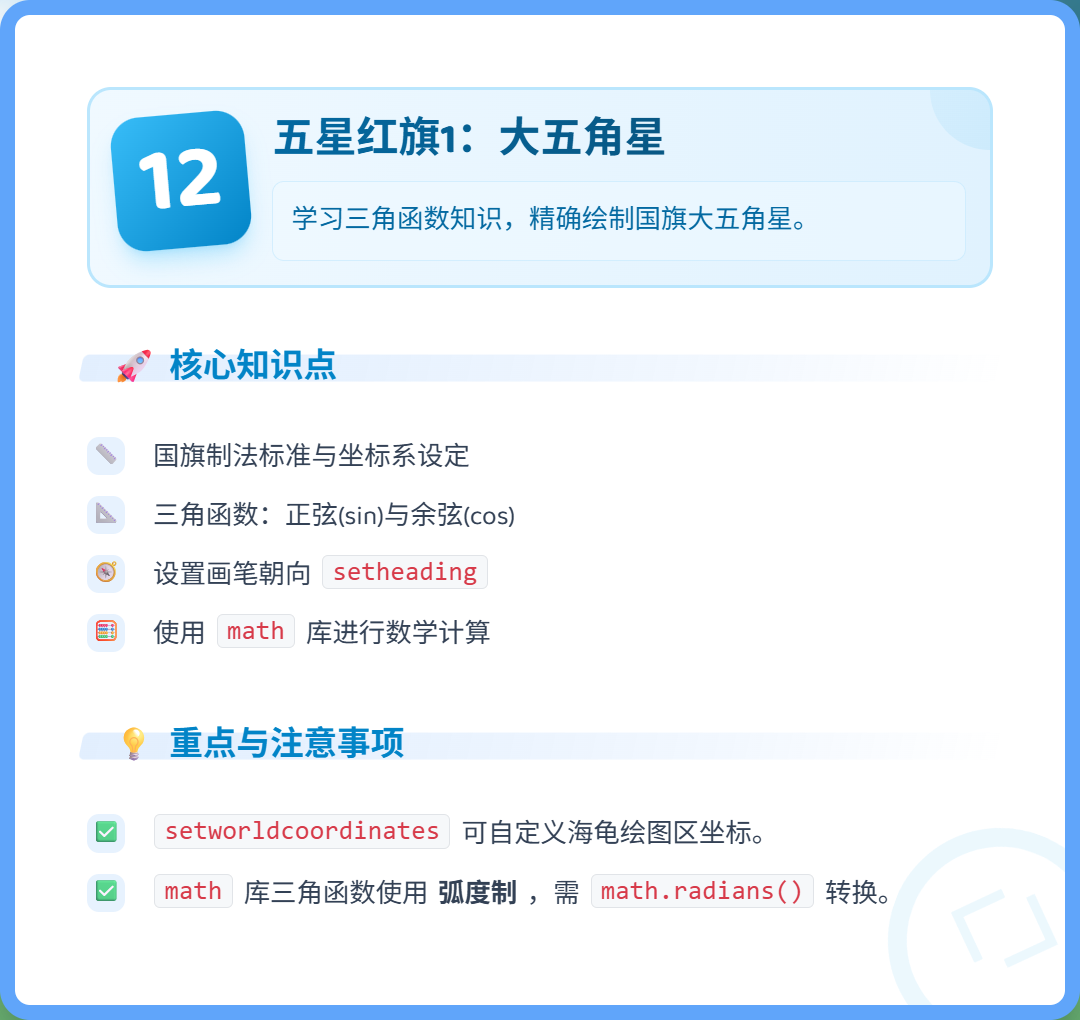 12
五星红旗1：大五角星
学习三角函数知识，精确绘制国旗大五角星。
🚀 核心知识点
国旗制法标准与坐标系设定
三角函数：正弦(sin)与余弦(cos)
设置画笔朝向 setheading
使用 math 库进行数学计算
💡 重点与注意事项
✅ setworldcoordinates 可自定义海龟绘图区坐标。
✅ math 库三角函数使用 弧度制 ，需 math.radians() 转换。